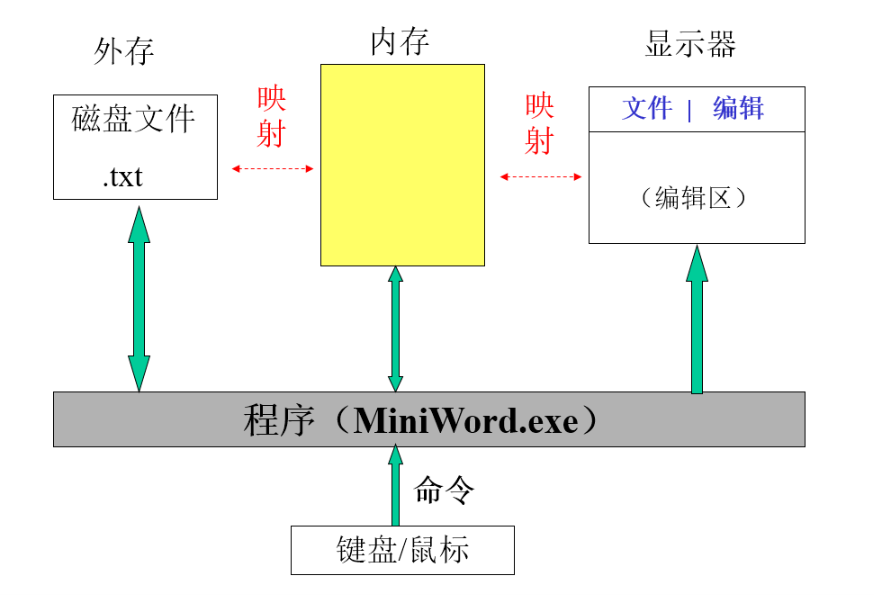 外存
内存
显示器
磁盘文件
.txt
映
射
映
射
文件 | 编辑
（编辑区）
程序（MiniWord.exe）
命令
键盘/鼠标